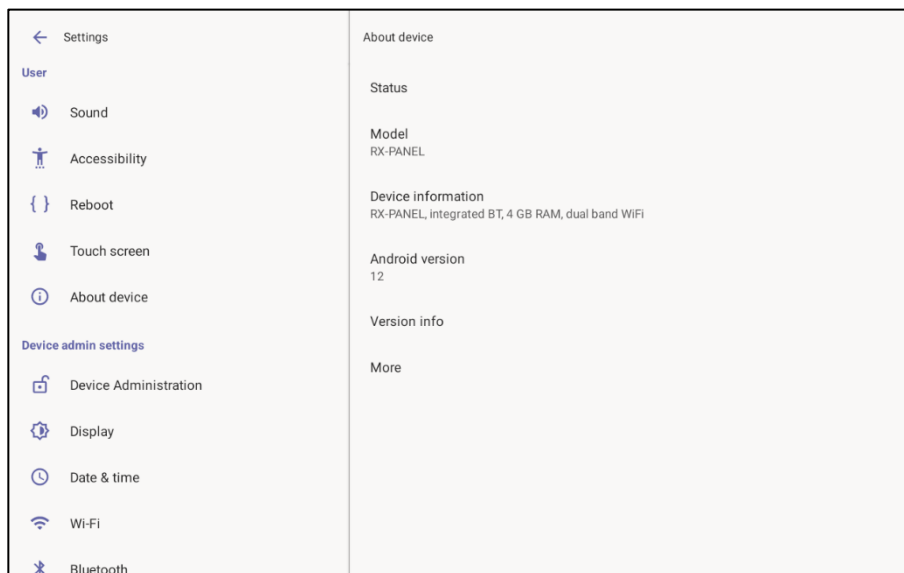 Settings
User
Sound
Accessibility
Reboot
Touch screen
About device
Device admin settings
Device Administration
Display
Date & time
Wi-Fi
Bluetooth
About device
Status
Model
RX-PANEL
Device information
RX-PANEL, integrated BT, 4 GB RAM, dual band WiFi
Android version
12
Version info
More